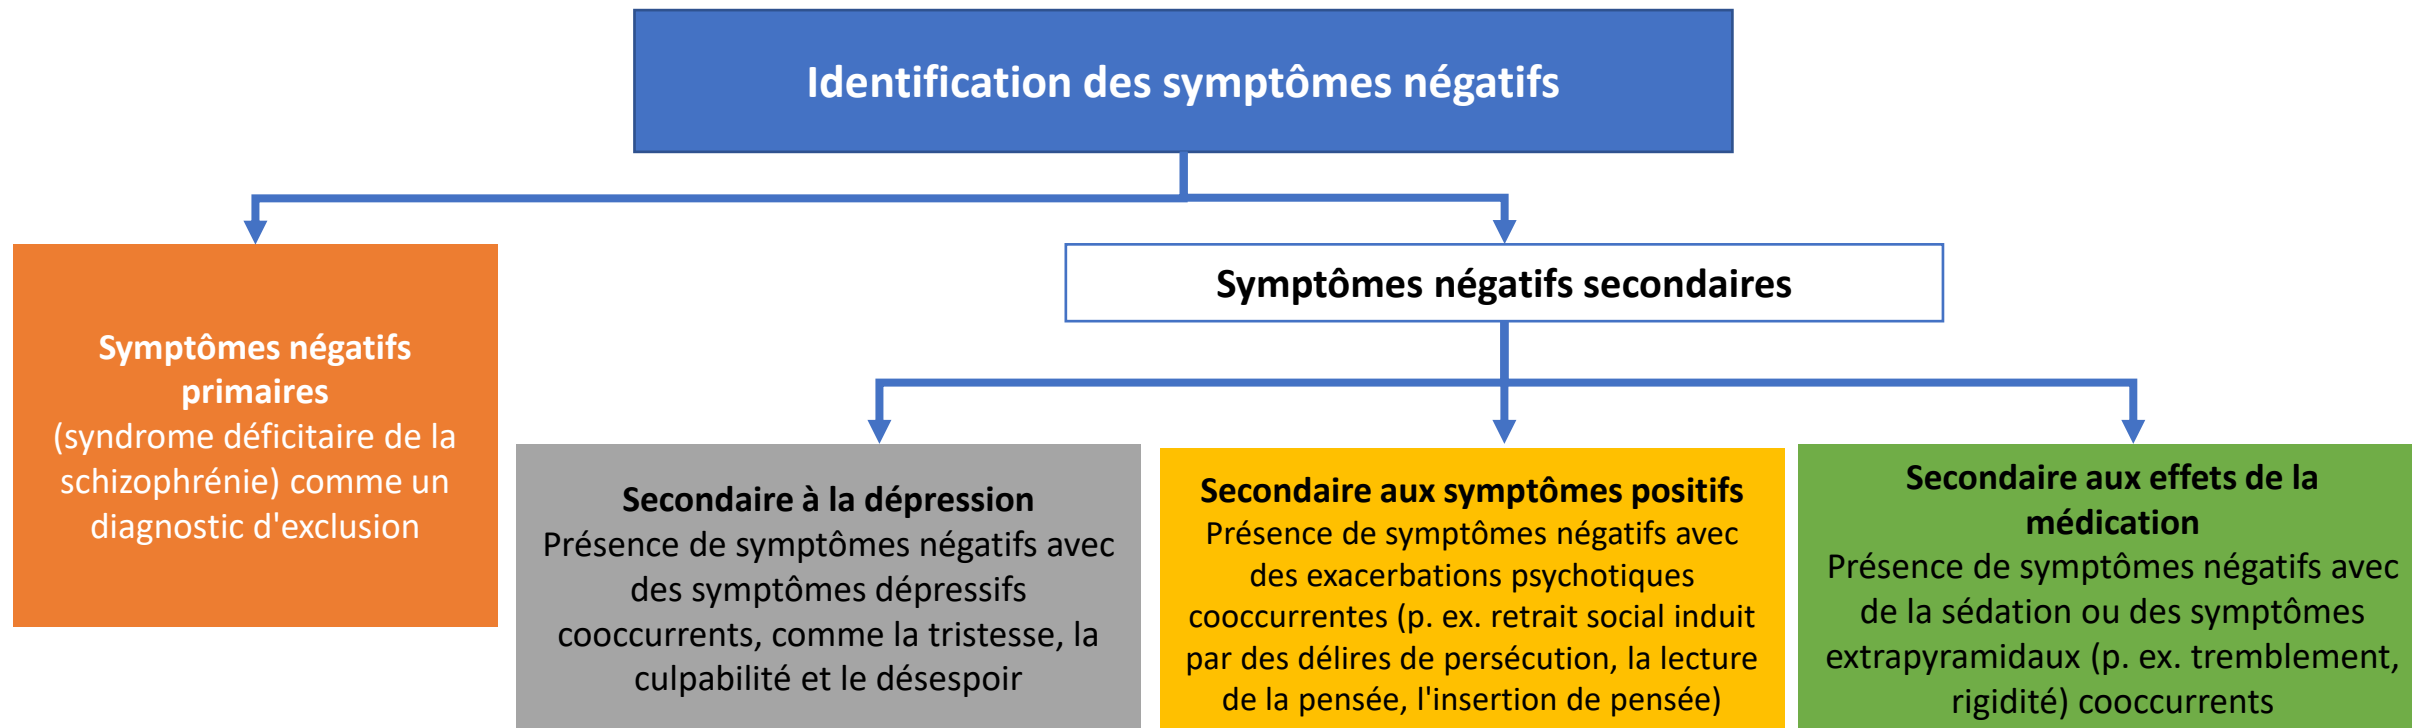 Identification des symptômes négatifs
Symptômes négatifs
primaires
(syndrome déficitaire de la
schizophrénie) comme un
diagnostic d'exclusion
Symptômes négatifs secondaires
Secondaire à la dépression
Présence de symptômes négatifs avec
des symptômes dépressifs
cooccurrents, comme la tristesse, la
culpabilité et le désespoir
Secondaire aux symptômes positifs
Présence de symptômes négatifs avec
des exacerbations psychotiques
cooccurrentes (p. ex. retrait social induit
par des délires de persécution, la lecture
de la pensée, l'insertion de pensée)
Secondaire aux effets de la
médication
Présence de symptômes négatifs avec
de la sédation ou des symptômes
extrapyramidaux (p. ex. tremblement,
rigidité) cooccurrents